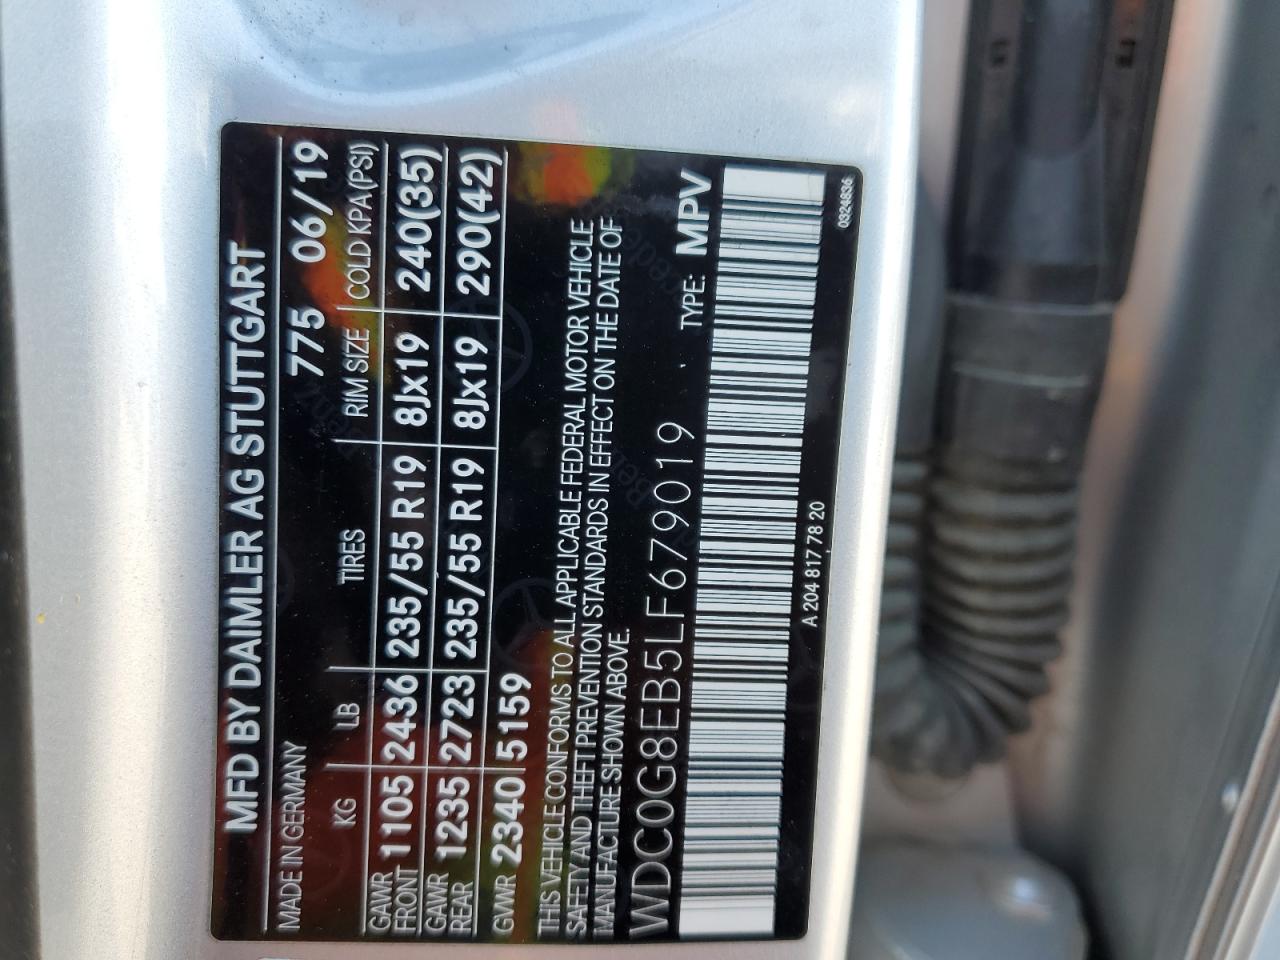 MFD BY DAIMLER AG STUTTGART
MADE IN GERMANY 775 06/19
KG LB TIRES RIM SIZE COLD KPA(PSI)
GAWR FRONT 1105 2436 235/55 R19 8Jx19 240(35)
GAWR REAR 1235 2723 235/55 R19 8Jx19 290(42)
GVWR 2340 5159
THIS VEHICLE CONFORMS TO ALL APPLICABLE FEDERAL MOTOR VEHICLE
SAFETY AND THEFT PREVENTION STANDARDS IN EFFECT ON THE DATE OF
MANUFACTURE SHOWN ABOVE.
WDC0G8EB5LF679019 TYPE: MPV
A 204 817 78 20 0324836